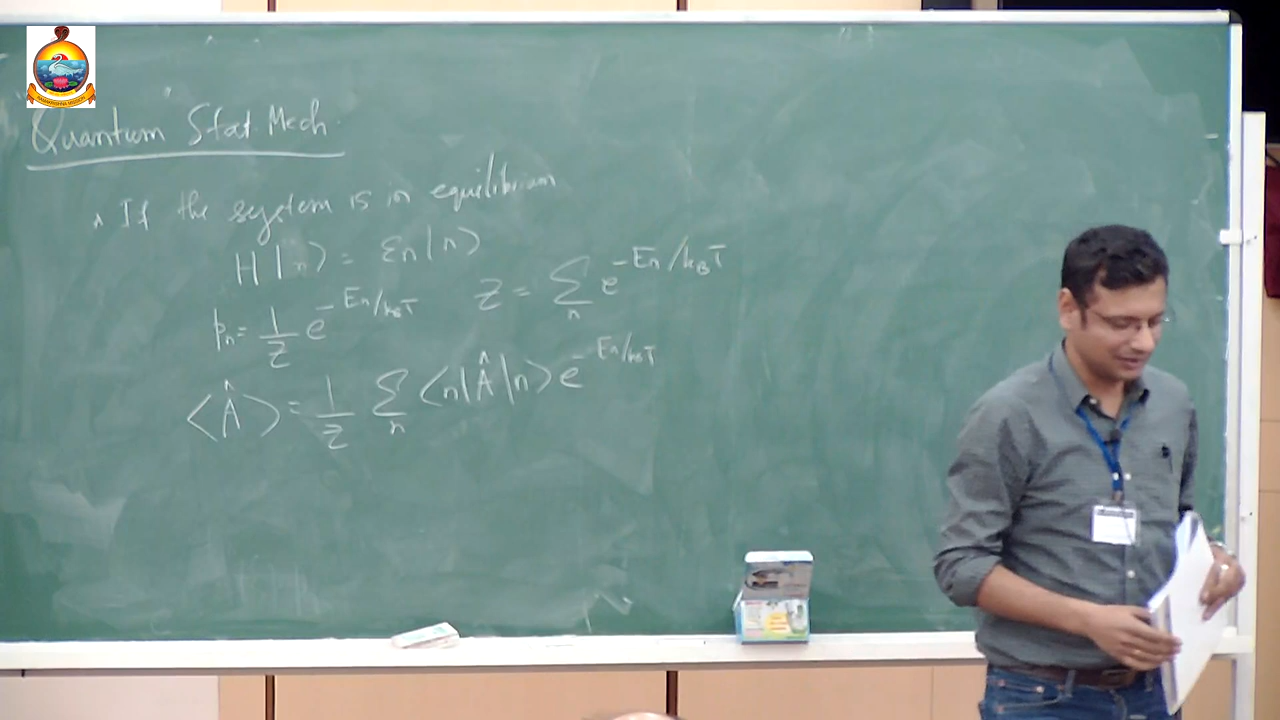 Quantum Stat. Mech.
If the system is in equilibrium
H|n⟩ = εn|n⟩
pn = 1/Z e^-En/kBT   Z = Σn e^-En/kBT
⟨Â⟩ = 1/Z Σn ⟨n|Â|n⟩ e^-En/kBT